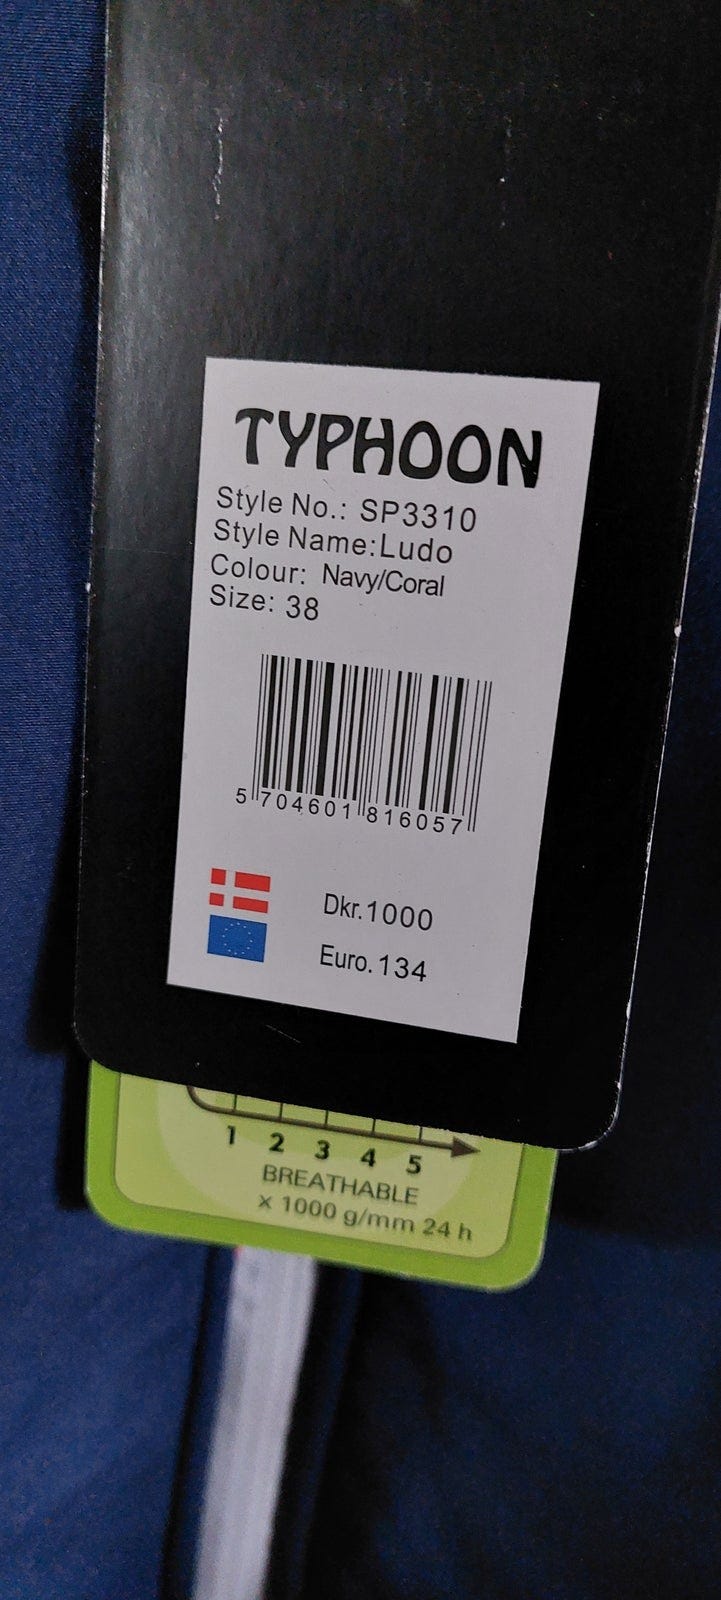 TYPHOON
Style No.: SP3310
Style Name:Ludo
Colour: Navy/Coral
Size: 38
5 704601 816057
Dkr.1000
Euro.134
1 2 3 4 5
BREATHABLE
x 1000 g/mm 24 h